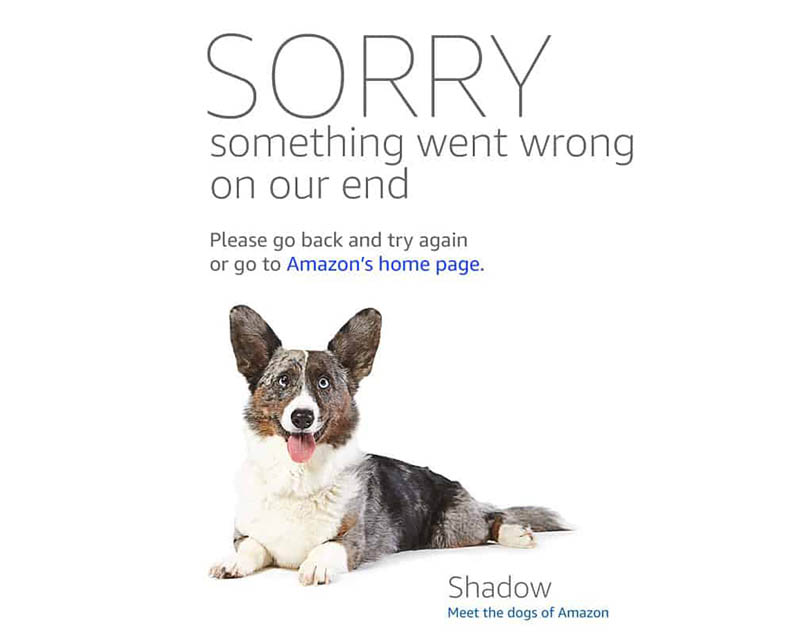 SORRY
something went wrong
on our end
Please go back and try again
or go to Amazon's home page.
Shadow
Meet the dogs of Amazon